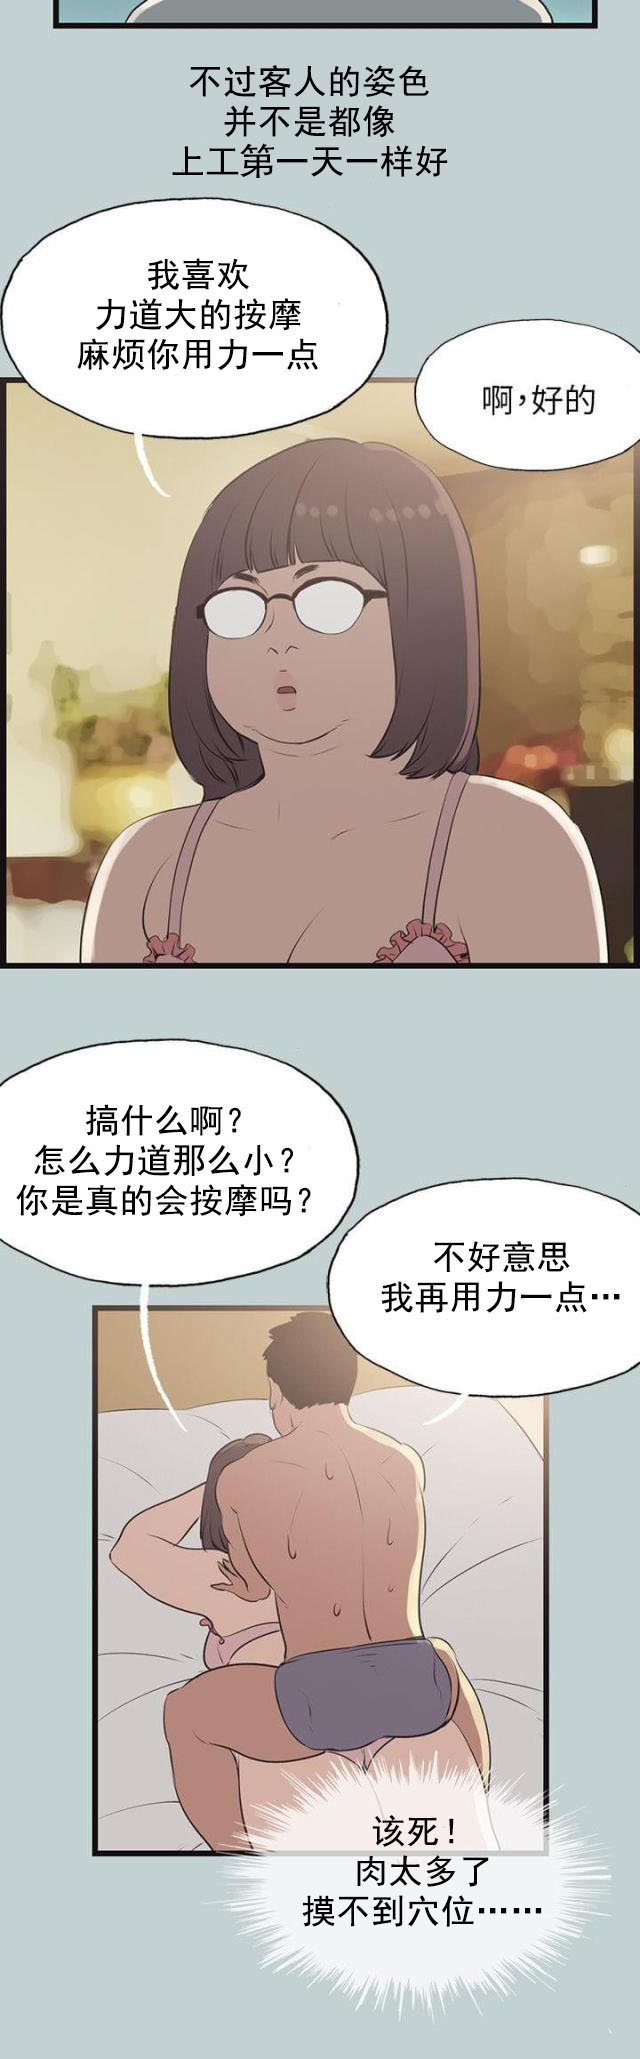 不过客人的姿色
并不是都像
上工第一天一样好
我喜欢
力道大的按摩
麻烦你用力一点
啊，好的
搞什么啊？
怎么力道那么小？
你是真的会按摩吗？
不好意思
我再用力一点…
该死！
肉太多了
摸不到穴位……